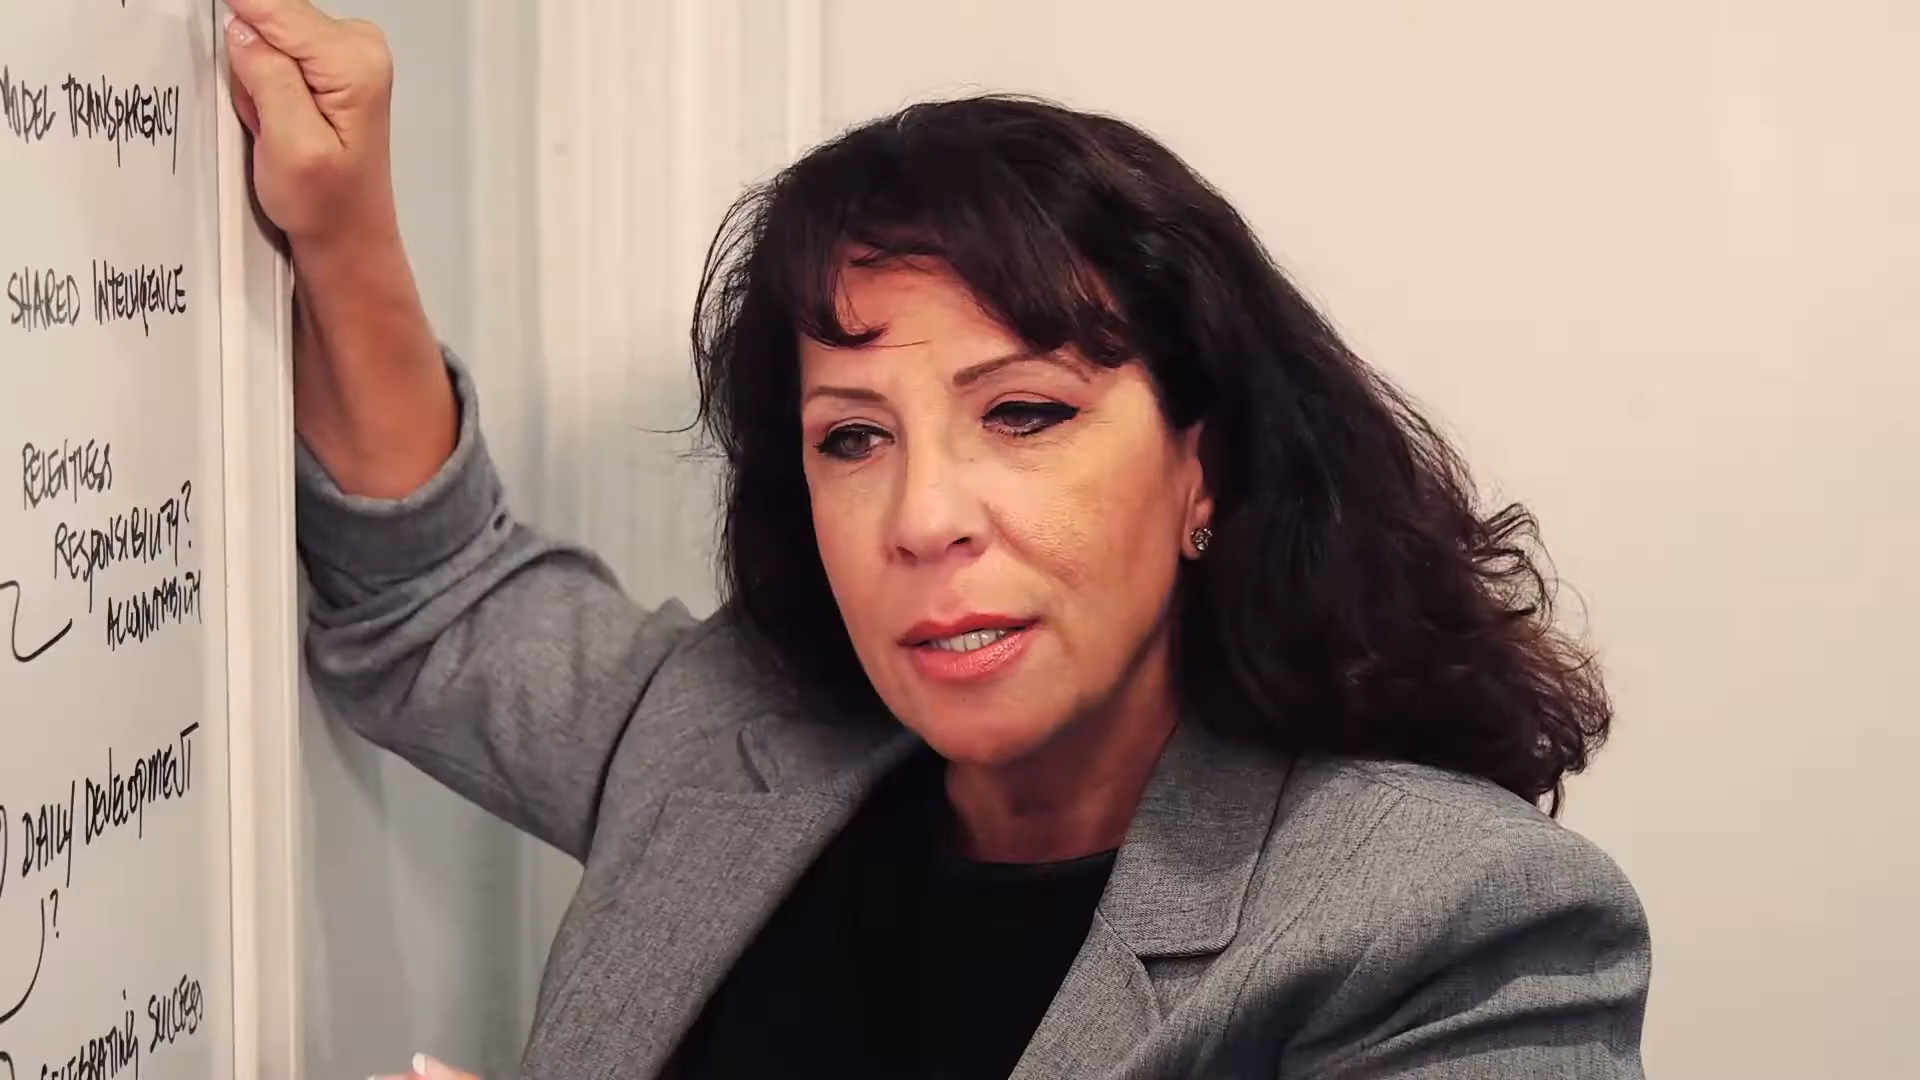 MODEL TRANSPARENCY
SHARED INTELLIGENCE
RELENTLESS
RESPONSIBILITY?
ACCOUNTABILITY
DAILY DEVELOPMENT
?
CELEBRATING SUCCESS